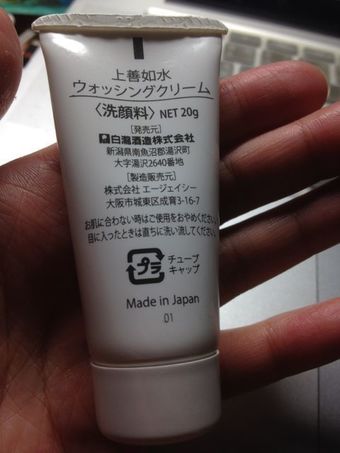 上善如水
ウォッシングクリーム
〈洗顔料〉 NET 20g
[発売元]
白瀧酒造株式会社
新潟県南魚沼郡湯沢町
大字湯沢2640番地
[製造販売元]
株式会社 エージェイシー
大阪市城東区成育3-16-7
お肌に合わない時はご使用をおやめください。
目に入ったときは直ちに洗い流してください。
プラ
チューブ
キャップ
Made in Japan
01